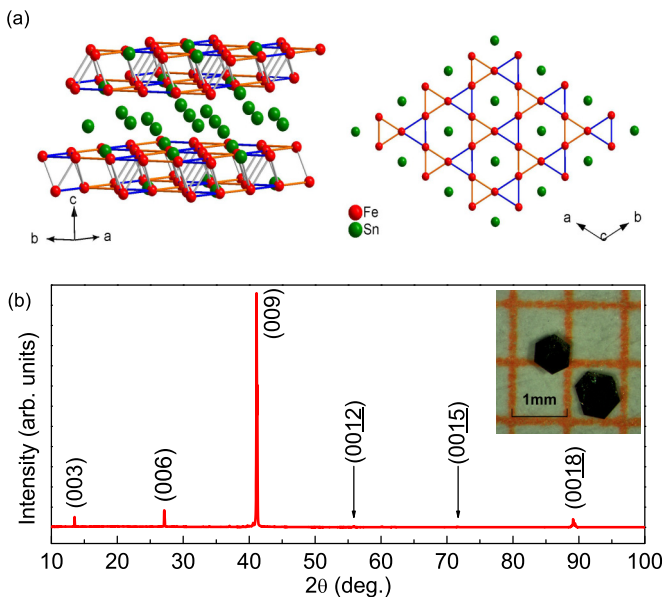 (a)
c
b
a
Fe
Sn
a
b
c
(b)
Intensity (arb. units)
(003)
(006)
(009)
(0012)
(0015)
(0018)
1mm
10 20 30 40 50 60 70 80 90 100
2θ (deg.)